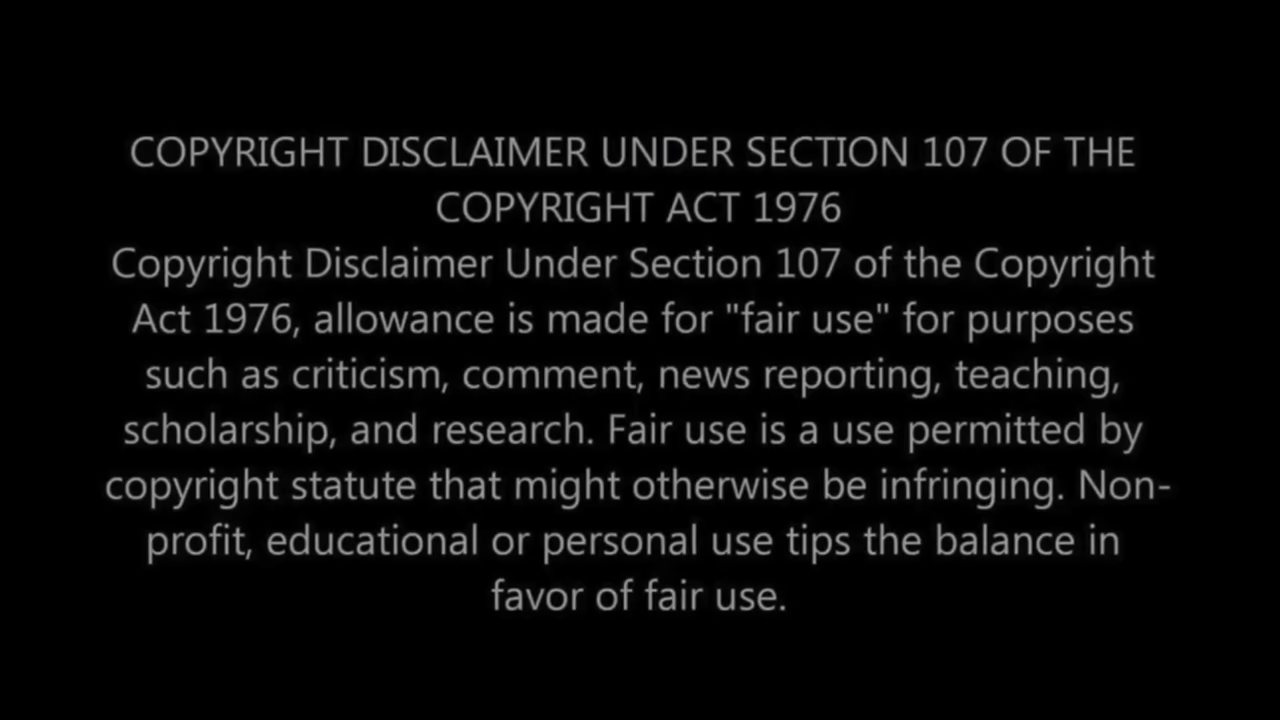 COPYRIGHT DISCLAIMER UNDER SECTION 107 OF THE
COPYRIGHT ACT 1976
Copyright Disclaimer Under Section 107 of the Copyright
Act 1976, allowance is made for "fair use" for purposes
such as criticism, comment, news reporting, teaching,
scholarship, and research. Fair use is a use permitted by
copyright statute that might otherwise be infringing. Non-
profit, educational or personal use tips the balance in
favor of fair use.